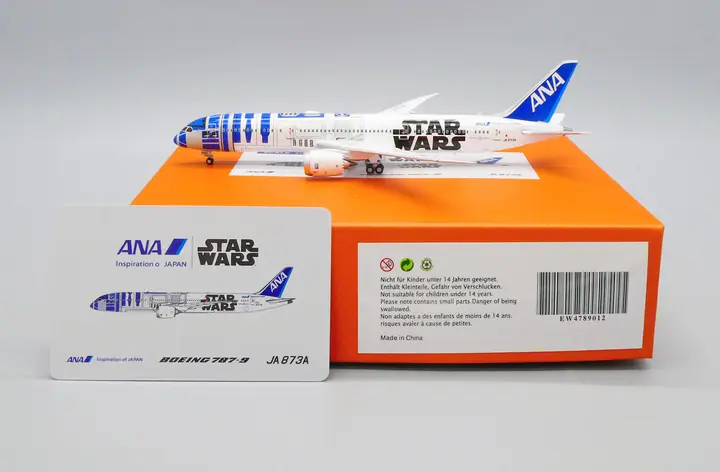 ANA
STAR
WARS
ANA
STAR
WARS
Inspiration o JAPAN
STAR
WARS
ANA
ANA Inspiration of JAPAN BOEING 787-9 JA873A
Nicht für Kinder unter 14 Jahren geeignet.
Enthält Kleinteile, Gefahr von Verschlucken.
Not suitable for children under 14 years.
Please note contains small parts.Danger of being
swallowed.
Non adaptes a des enfants de moins de 14 ans.
risques avaler à cause de petites.
Made in China
EW4789012